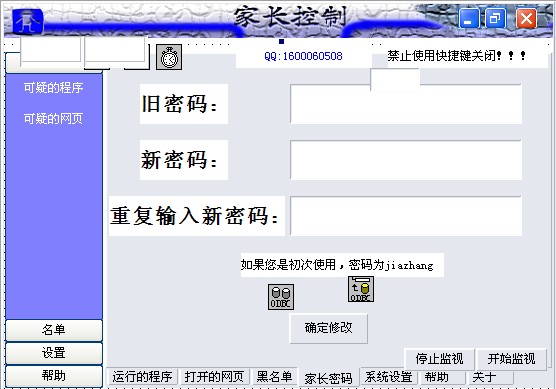 家长控制
QQ:1600060508
禁止使用快捷键关闭！！！
可疑的程序
可疑的网页
旧密码：
新密码：
重复输入新密码：
如果您是初次使用，密码为jiazhang
ODBC
ODBC
确定修改
名单
设置
帮助
停止监视
开始监视
运行的程序
打开的网页
黑名单
家长密码
系统设置
帮助
关于